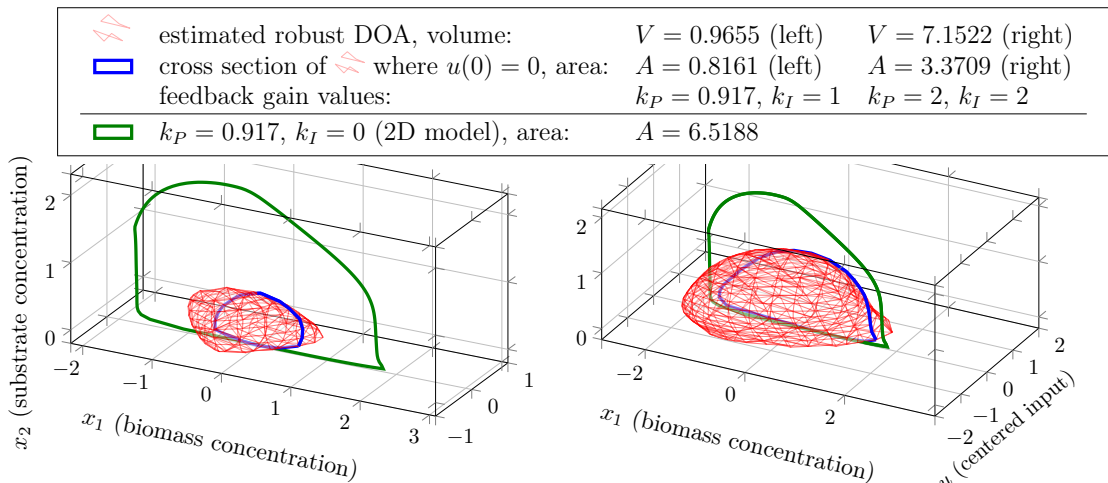 estimated robust DOA, volume: V = 0.9655 (left) V = 7.1522 (right)
cross section of where u(0) = 0, area: A = 0.8161 (left) A = 3.3709 (right)
feedback gain values: k_P = 0.917, k_I = 1 k_P = 2, k_I = 2
k_P = 0.917, k_I = 0 (2D model), area: A = 6.5188
x_2 (substrate concentration)
2
1
0
−2
−1
0
1
2
3
−1
0
1
x_1 (biomass concentration)
2
1
0
−2
0
2
−2
−1
0
1
2
x_1 (biomass concentration)
u (centered input)